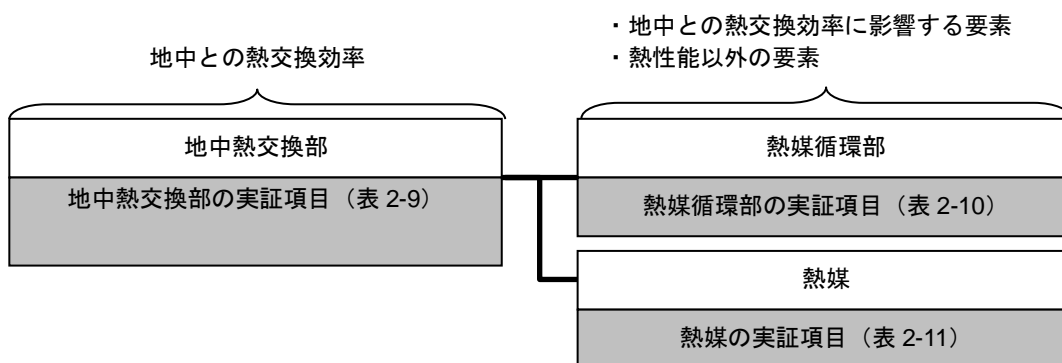 地中との熱交換効率
・地中との熱交換効率に影響する要素
・熱性能以外の要素
地中熱交換部
地中熱交換部の実証項目（表 2-9）
熱媒循環部
熱媒循環部の実証項目（表 2-10）
熱媒
熱媒の実証項目（表 2-11）